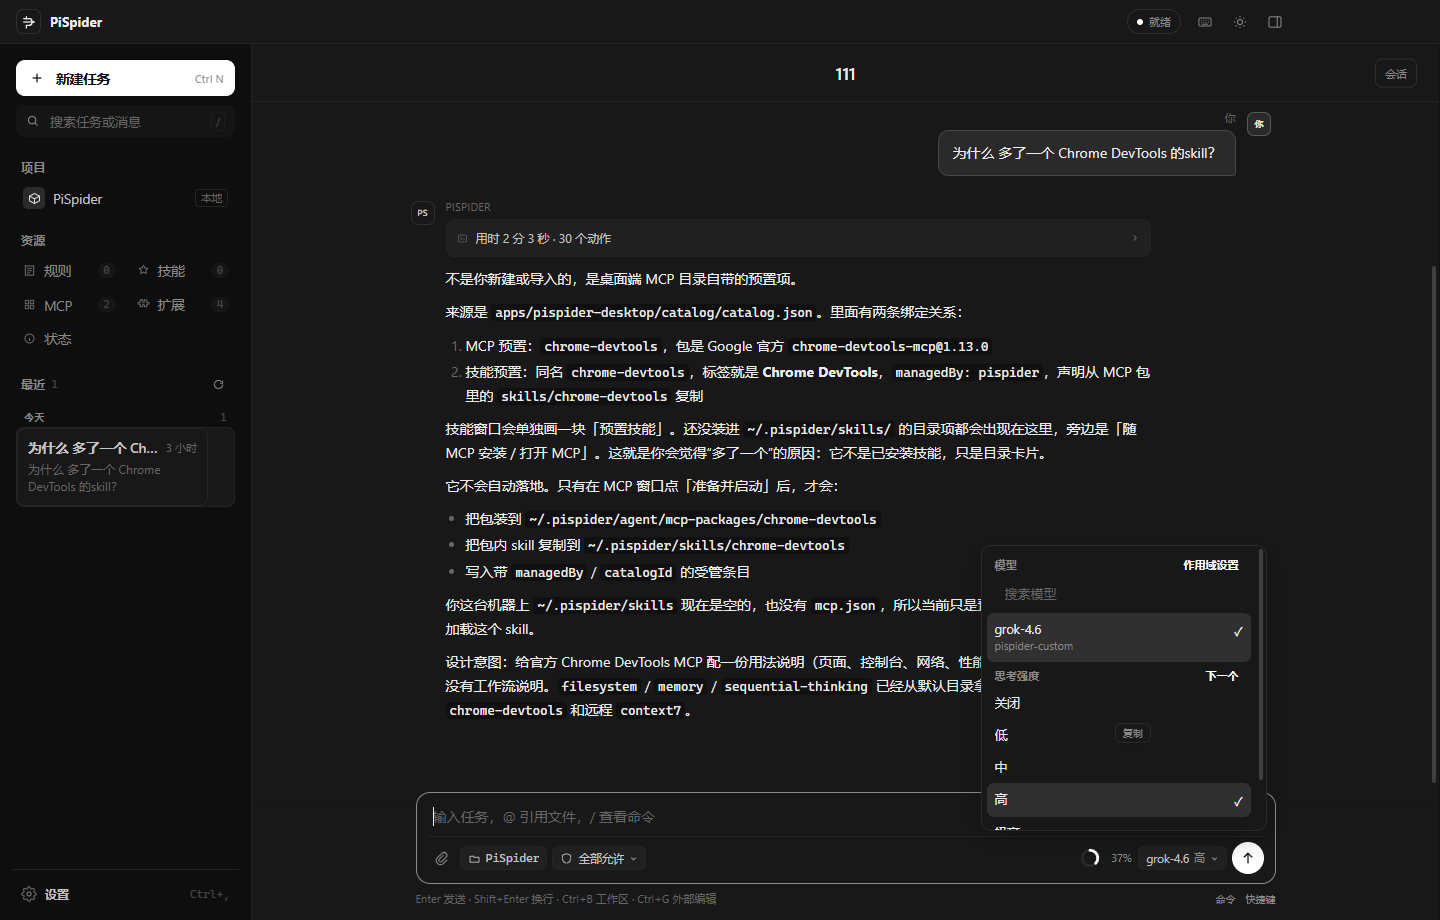 PiSpider
就绪
新建任务 Ctrl N
搜索任务或消息 /
项目
PiSpider 本地
资源
规则 0 技能 0
MCP 2 扩展 4
状态
最近 1
今天 1
为什么 多了一个 Ch... 3 小时
为什么 多了一个 Chrome
DevTools 的skill?
设置 Ctrl+,
111
会话
你
你
为什么 多了一个 Chrome DevTools 的skill?
PS
PISPIDER
用时 2 分 3 秒 · 30 个动作
不是你新建或导入的，是桌面端 MCP 目录自带的预置项。
来源是 apps/pispider-desktop/catalog/catalog.json 。里面有两条绑定关系：
1. MCP 预置： chrome-devtools ，包是 Google 官方 chrome-devtools-mcp@1.13.0
2. 技能预置：同名 chrome-devtools ，标签就是 Chrome DevTools， managedBy: pispider ，声明从 MCP 包
里的 skills/chrome-devtools 复制
技能窗口会单独画一块「预置技能」。还没装进 ~/.pispider/skills/ 的目录项都会出现在这里，旁边是「随
MCP 安装 / 打开 MCP」。这就是你会觉得“多了一个”的原因：它不是已安装技能，只是目录卡片。
它不会自动落地。只有在 MCP 窗口点「准备并启动」后，才会：
• 把包装到 ~/.pispider/agent/mcp-packages/chrome-devtools
• 把包内 skill 复制到 ~/.pispider/skills/chrome-devtools
• 写入带 managedBy / catalogId 的受管条目
你这台机器上 ~/.pispider/skills 现在是空的，也没有 mcp.json ，所以当前只是
加载这个 skill。
设计意图：给官方 Chrome DevTools MCP 配一份用法说明（页面、控制台、网络、性能
没有工作流说明。 filesystem / memory / sequential-thinking 已经从默认目录
chrome-devtools 和远程 context7 。
复制
模型 作用域设置
搜索模型
grok-4.6 ✓
pispider-custom
思考强度 下一个
关闭
低
中
高 ✓
输入任务，@ 引用文件，/ 查看命令
PiSpider 全部允许 37% grok-4.6 高
Enter 发送 · Shift+Enter 换行 · Ctrl+B 工作区 · Ctrl+G 外部编辑 命令 快捷键